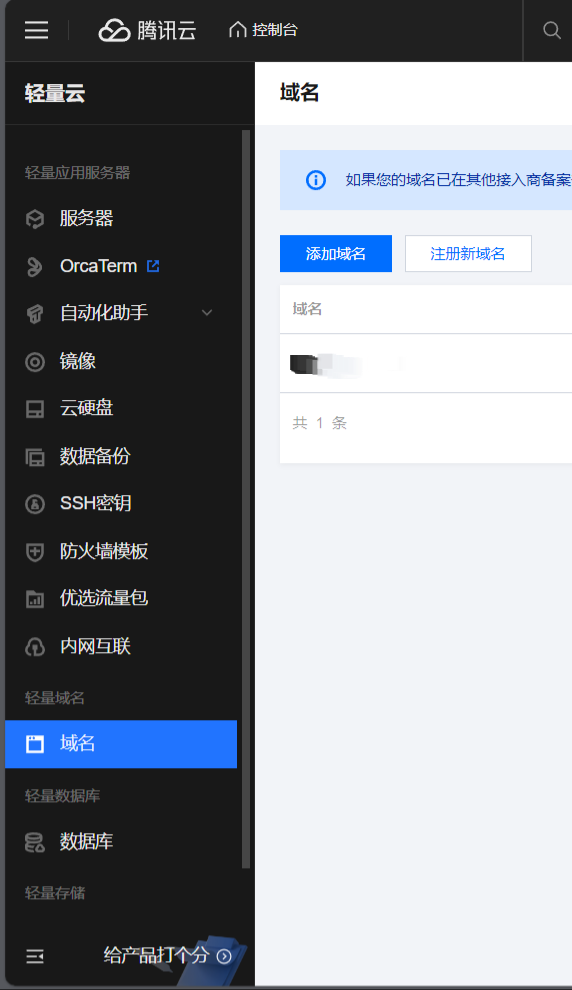 腾讯云 控制台
轻量云
域名
轻量应用服务器
服务器
OrcaTerm
自动化助手
镜像
云硬盘
数据备份
SSH密钥
防火墙模板
优选流量包
内网互联
轻量域名
域名
轻量数据库
数据库
轻量存储
给产品打个分
如果您的域名已在其他接入商备案
添加域名 注册新域名
域名
共 1 条